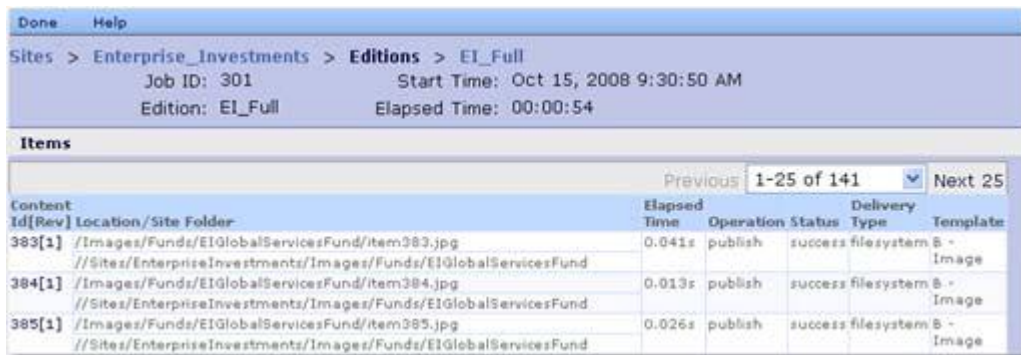 Done Help
Sites > Enterprise_Investments > Editions > EI_Full
Job ID: 301 Start Time: Oct 15, 2008 9:30:50 AM
Edition: EI_Full Elapsed Time: 00:00:54
Items
Previous 1-25 of 141 Next 25
Content Id[Rev] Location/Site Folder Elapsed Time Operation Status Delivery Type Template
383[1] /Images/Funds/EIGlobalServicesFund/item383.jpg 0.041s publish success filesystem B - Image
//Sites/EnterpriseInvestments/Images/Funds/EIGlobalServicesFund
384[1] /Images/Funds/EIGlobalServicesFund/item384.jpg 0.013s publish success filesystem B - Image
//Sites/EnterpriseInvestments/Images/Funds/EIGlobalServicesFund
385[1] /Images/Funds/EIGlobalServicesFund/item385.jpg 0.026s publish success filesystem B - Image
//Sites/EnterpriseInvestments/Images/Funds/EIGlobalServicesFund